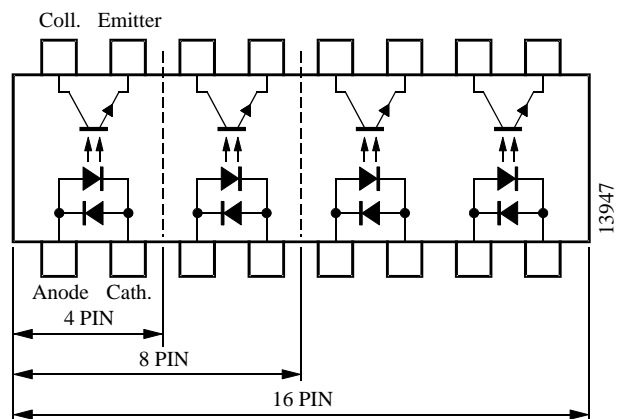 Coll. Emitter
13947
Anode Cath.
4 PIN
8 PIN
16 PIN